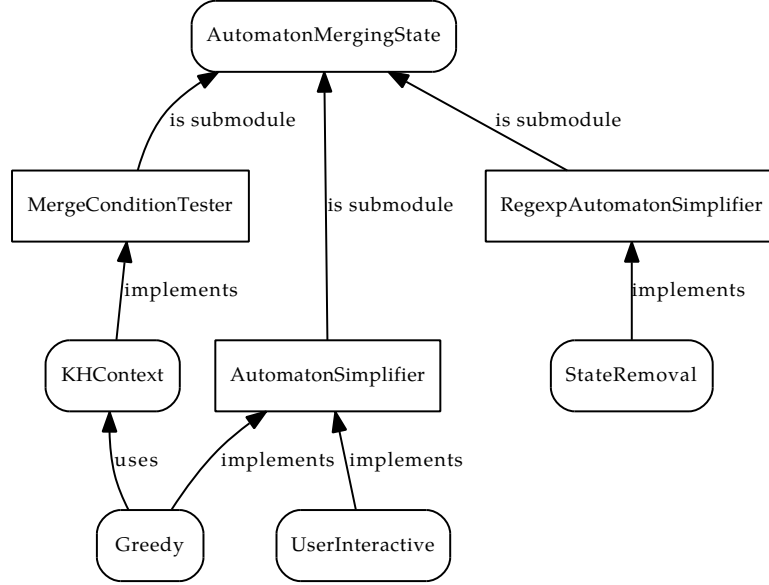 AutomatonMergingState
is submodule
is submodule
MergeConditionTester
is submodule
RegexpAutomatonSimplifier
implements
implements
KHContext
AutomatonSimplifier
StateRemoval
uses
implements
implements
Greedy
UserInteractive